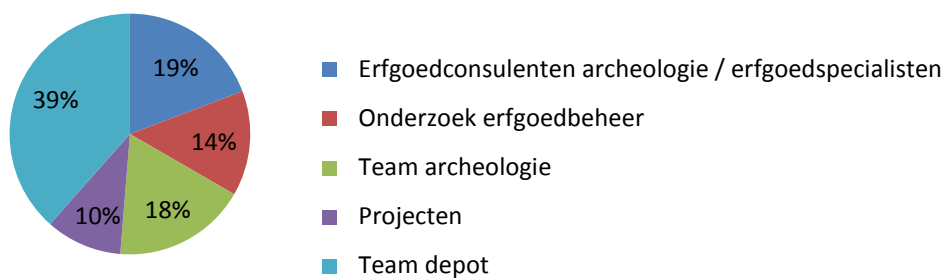 19%
39%
14%
18%
10%
Erfgoedconsulenten archeologie / erfgoedspecialisten
Onderzoek erfgoedbeheer
Team archeologie
Projecten
Team depot